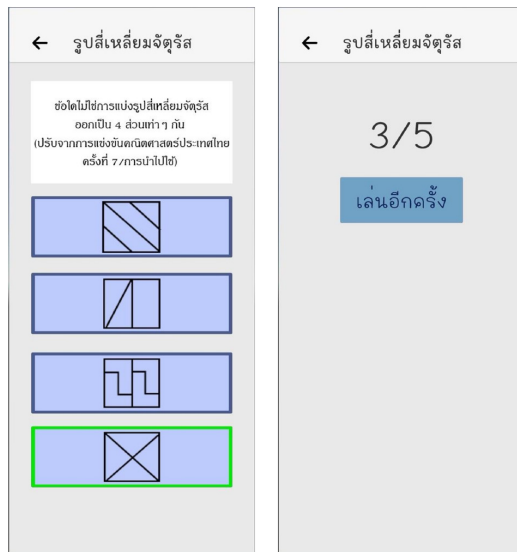 รูปสี่เหลี่ยมจัตุรัส
ข้อใดไม่ใช่การแบ่งรูปสี่เหลี่ยมจัตุรัส
ออกเป็น 4 ส่วนเท่า ๆ กัน
(ปรับจากการแข่งขันคณิตศาสตร์ประเทศไทย
ครั้งที่ 7/การนำไปใช้)
รูปสี่เหลี่ยมจัตุรัส
3/5
เล่นอีกครั้ง